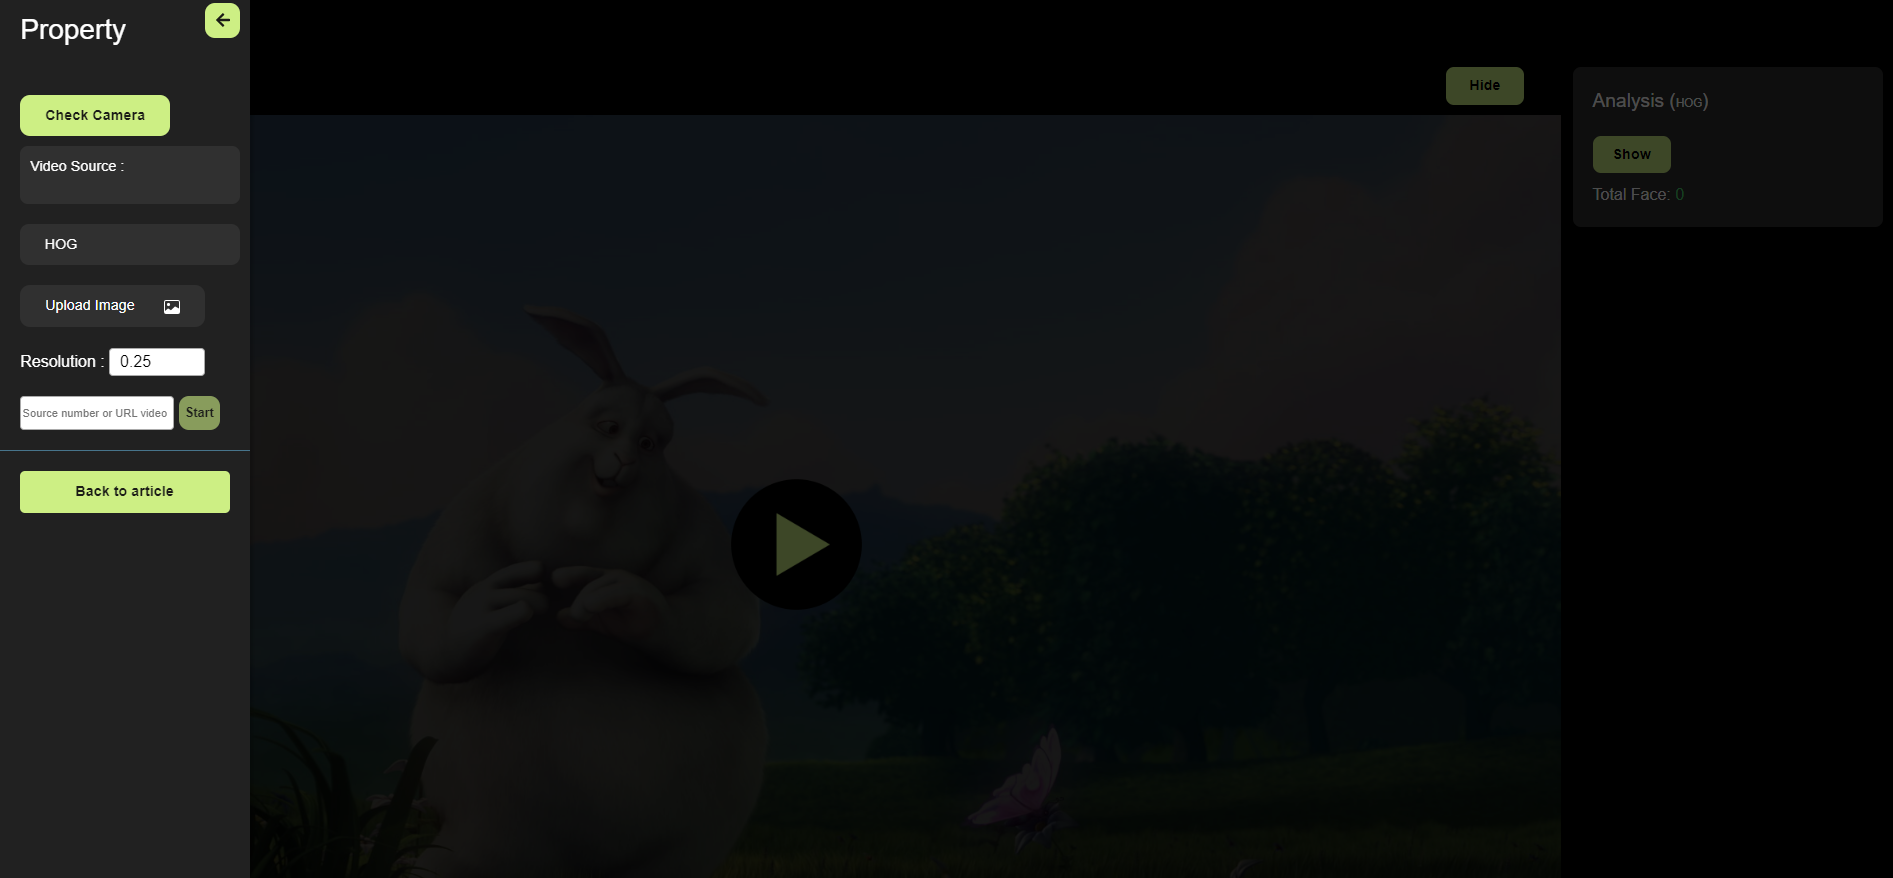 Property
Check Camera
Video Source :
HOG
Upload Image
Resolution : 0.25
Source number or URL video Start
Back to article
Hide
Analysis (HOG)
Show
Total Face: 0